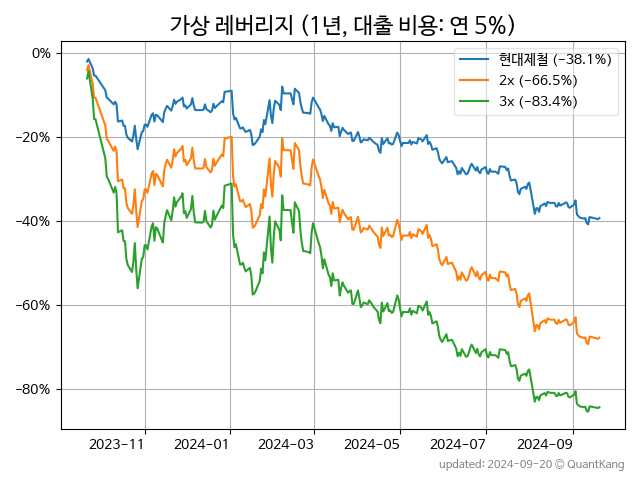 가상 레버리지 (1년, 대출 비용: 연 5%)
현대제철 (−38.1%)
2x (−66.5%)
3x (−83.4%)
0%
−20%
−40%
−60%
−80%
2023-11 2024-01 2024-03 2024-05 2024-07 2024-09
updated: 2024-09-20 © QuantKang